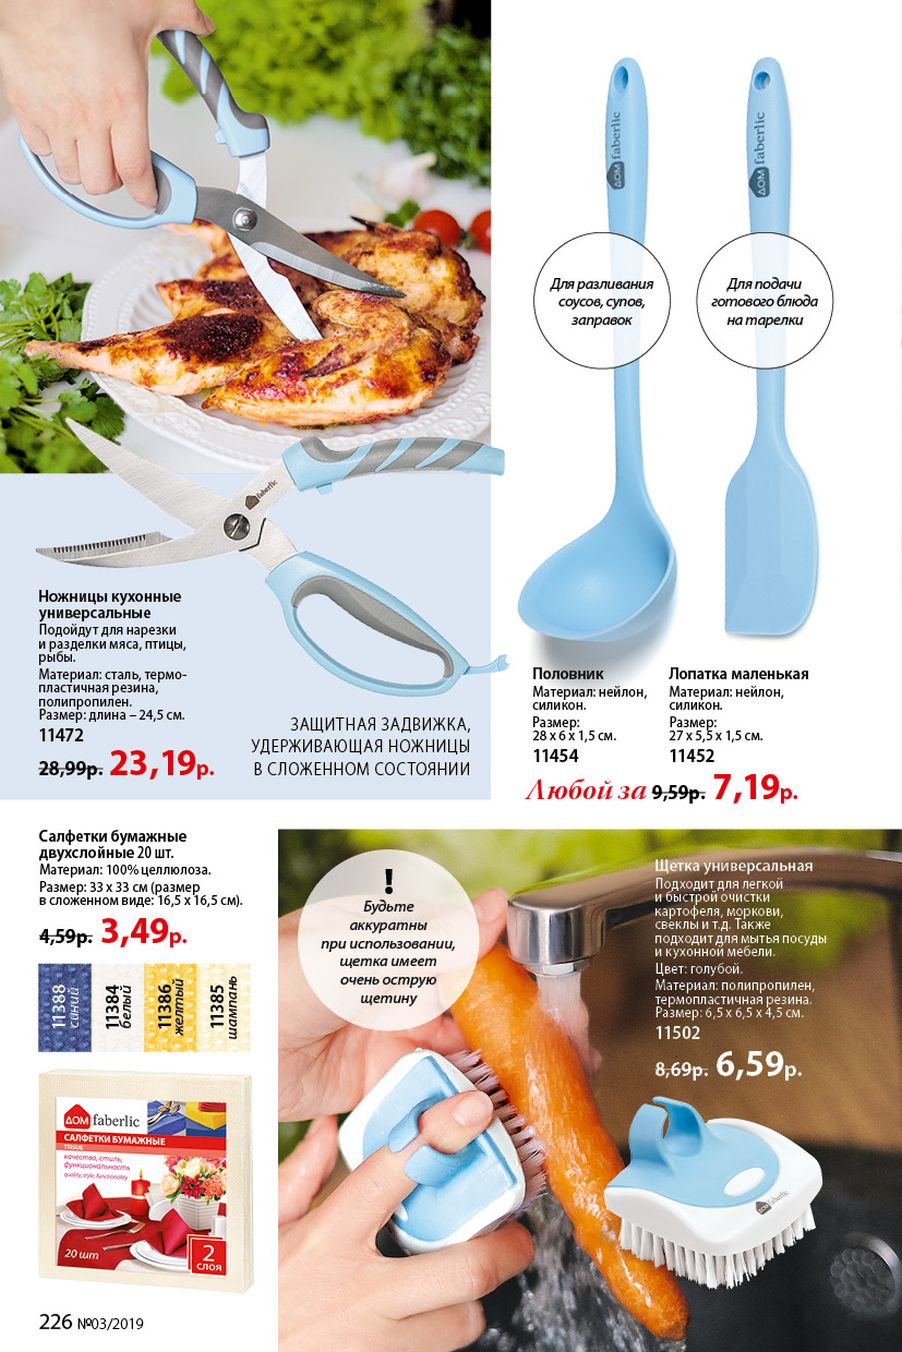 ДОМ faberlic
ДОМ faberlic
Для разливания
соусов, супов,
заправок
Для подачи
готового блюда
на тарелки
ДОМ faberlic
Ножницы кухонные
универсальные
Подойдут для нарезки
и разделки мяса, птицы,
рыбы.
Материал: сталь, термо-
пластичная резина,
полипропилен.
Размер: длина – 24,5 см.
11472
28,99р. 23,19р.
ЗАЩИТНАЯ ЗАДВИЖКА,
УДЕРЖИВАЮЩАЯ НОЖНИЦЫ
В СЛОЖЕННОМ СОСТОЯНИИ
Половник
Материал: нейлон,
силикон.
Размер:
28 х 6 х 1,5 см.
11454
Лопатка маленькая
Материал: нейлон,
силикон.
Размер:
27 х 5,5 х 1,5 см.
11452
Любой за 9,59р. 7,19р.
Салфетки бумажные
двухслойные 20 шт.
Материал: 100% целлюлоза.
Размер: 33 х 33 см (размер
в сложенном виде: 16,5 х 16,5 см).
4,59р. 3,49р.
11388
синий
11384
белый
11386
желтый
11385
шампань
ДОМ faberlic
САЛФЕТКИ БУМАЖНЫЕ
TISSUE
качество, стиль,
функциональность
quality, style, functionality
20 шт
2
СЛОЯ
!
Будьте
аккуратны
при использовании,
щетка имеет
очень острую
щетину
Щетка универсальная
Подходит для легкой
и быстрой очистки
картофеля, моркови,
свеклы и т.д. Также
подходит для мытья посуды
и кухонной мебели.
Цвет: голубой.
Материал: полипропилен,
термопластичная резина.
Размер: 6,5 х 6,5 х 4,5 см.
11502
8,69р. 6,59р.
ДОМ faberlic
226 №03/2019